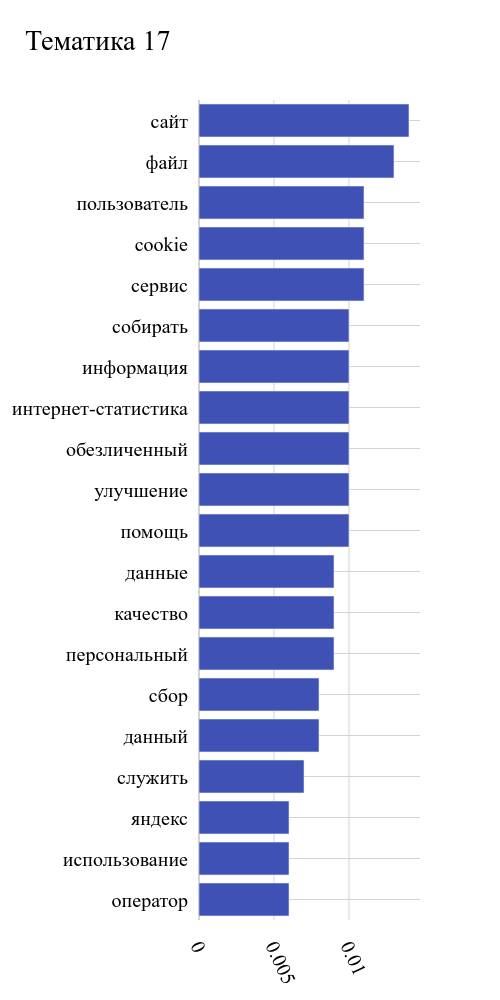 Тематика 17
сайт
файл
пользователь
cookie
сервис
собирать
информация
интернет-статистика
обезличенный
улучшение
помощь
данные
качество
персональный
сбор
данный
служить
яндекс
использование
оператор
0
0.005
0.01